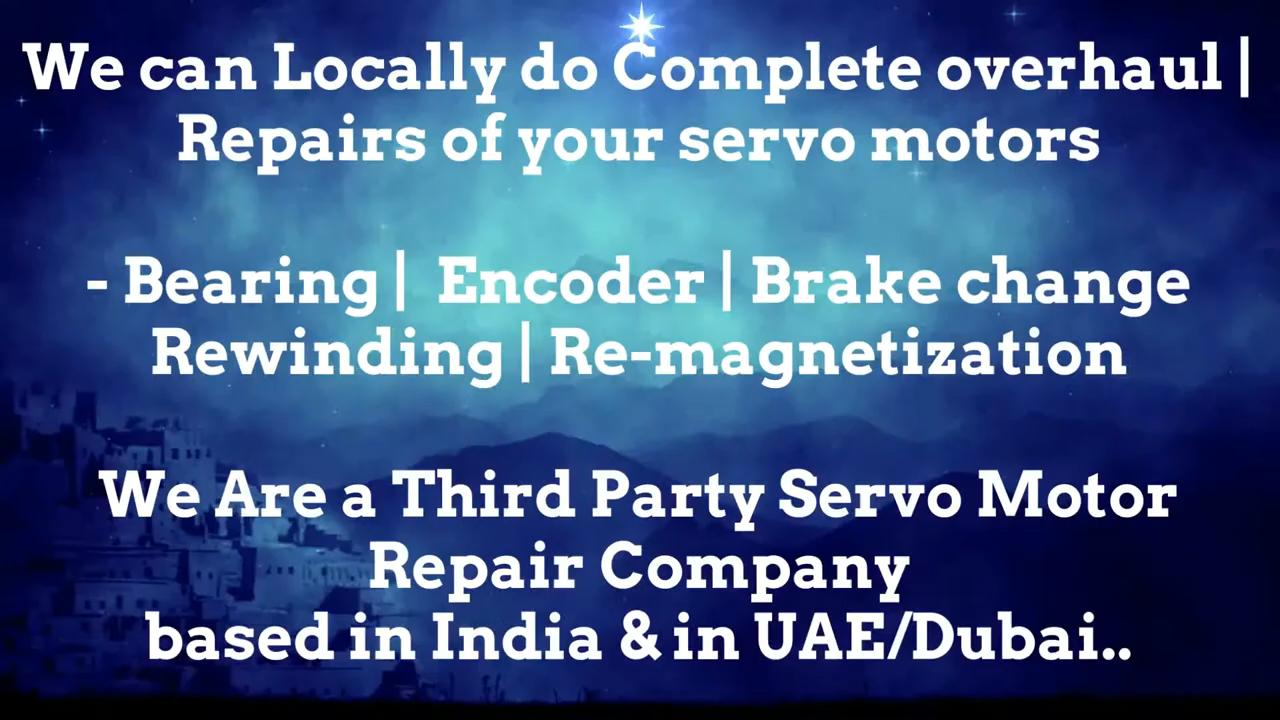 We can Locally do Complete overhaul |
Repairs of your servo motors
- Bearing | Encoder | Brake change
Rewinding | Re-magnetization
We Are a Third Party Servo Motor
Repair Company
based in India & in UAE/Dubai..